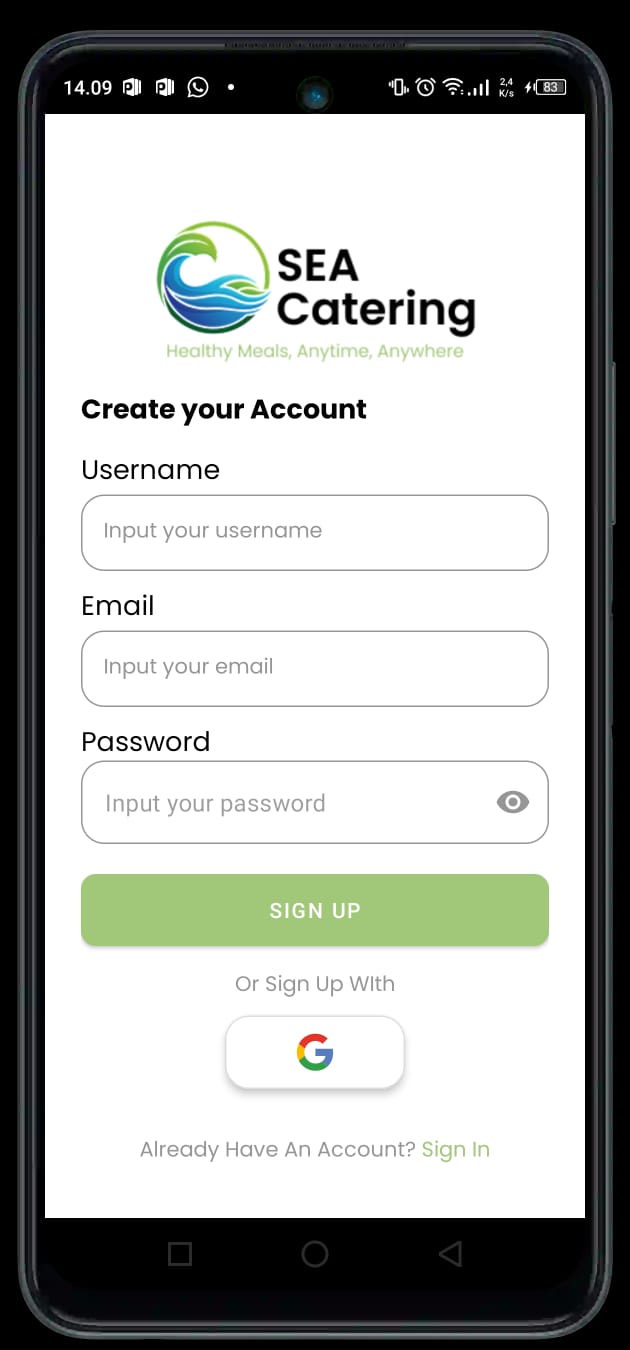 14.09
2,4
K/s
83
SEA
Catering
Healthy Meals, Anytime, Anywhere
Create your Account
Username
Input your username
Email
Input your email
Password
Input your password
SIGN UP
Or Sign Up WIth
Already Have An Account? Sign In